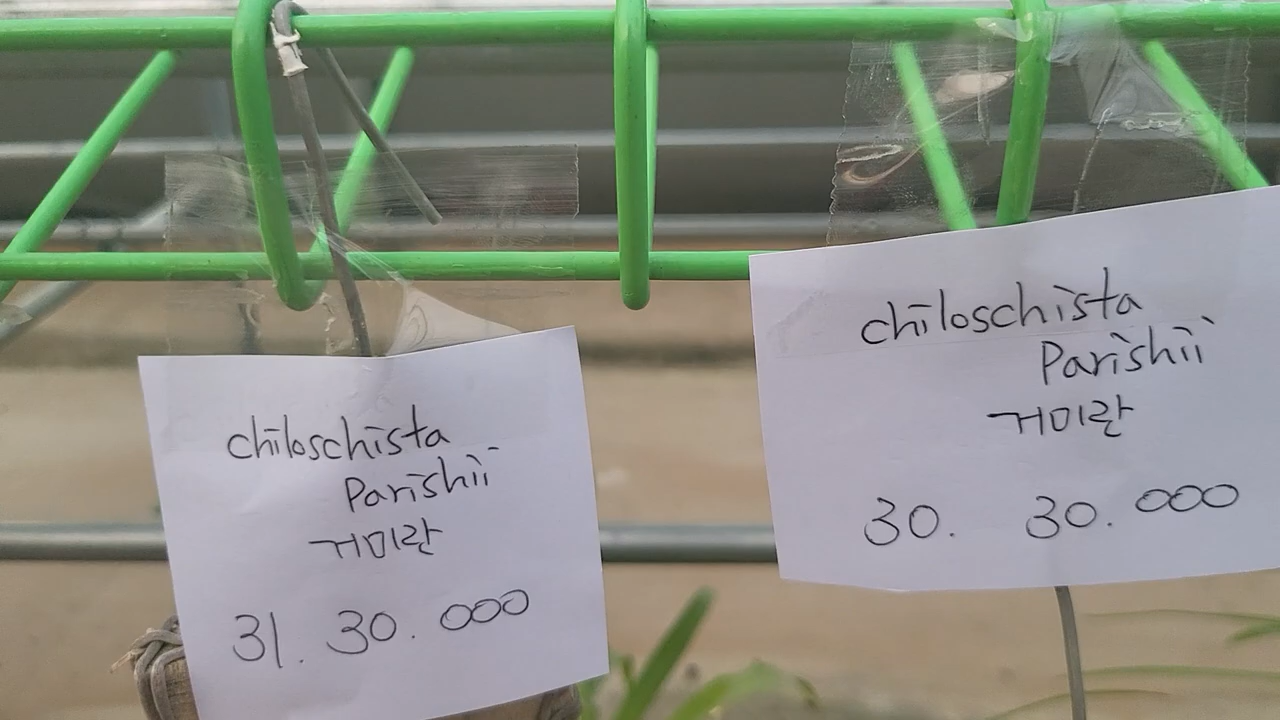 chiloschista
Parishii
거미란
31. 30.000
chiloschista
Parishii
거미란
30. 30.000